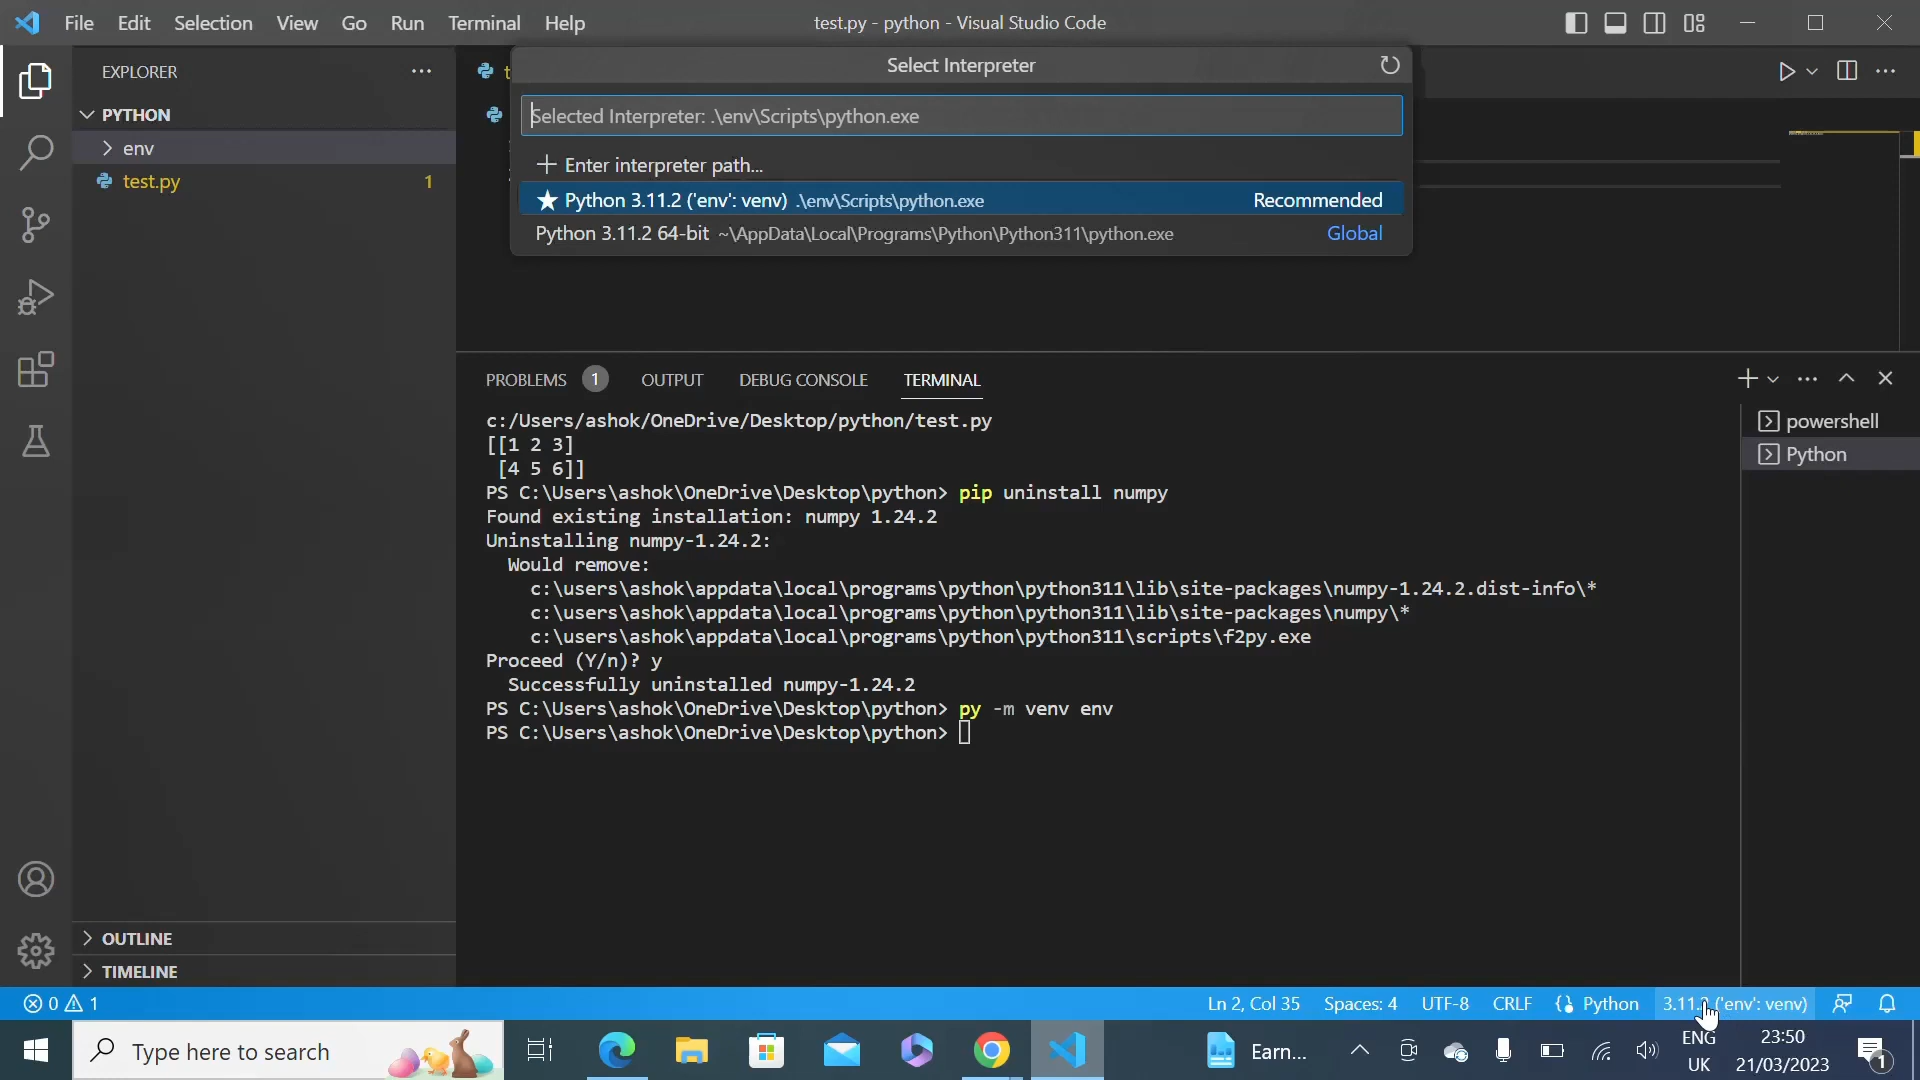 File Edit Selection View Go Run Terminal Help
test.py - python - Visual Studio Code
EXPLORER
PYTHON
env
test.py 1
OUTLINE
TIMELINE
Select Interpreter
Selected Interpreter: .\env\Scripts\python.exe
+ Enter interpreter path...
★ Python 3.11.2 ('env': venv) .\env\Scripts\python.exe Recommended
Python 3.11.2 64-bit ~\AppData\Local\Programs\Python\Python311\python.exe Global
PROBLEMS 1 OUTPUT DEBUG CONSOLE TERMINAL
c:/Users/ashok/OneDrive/Desktop/python/test.py
[[1 2 3]
 [4 5 6]]
PS C:\Users\ashok\OneDrive\Desktop\python> pip uninstall numpy
Found existing installation: numpy 1.24.2
Uninstalling numpy-1.24.2:
  Would remove:
    c:\users\ashok\appdata\local\programs\python\python311\lib\site-packages\numpy-1.24.2.dist-info\*
    c:\users\ashok\appdata\local\programs\python\python311\lib\site-packages\numpy\*
    c:\users\ashok\appdata\local\programs\python\python311\scripts\f2py.exe
Proceed (Y/n)? y
  Successfully uninstalled numpy-1.24.2
PS C:\Users\ashok\OneDrive\Desktop\python> py -m venv env
PS C:\Users\ashok\OneDrive\Desktop\python>
powershell
Python
0 1
Ln 2, Col 35 Spaces: 4 UTF-8 CRLF Python ('env': venv)
Type here to search
Earn...
ENG
UK
23:50
21/03/2023
1